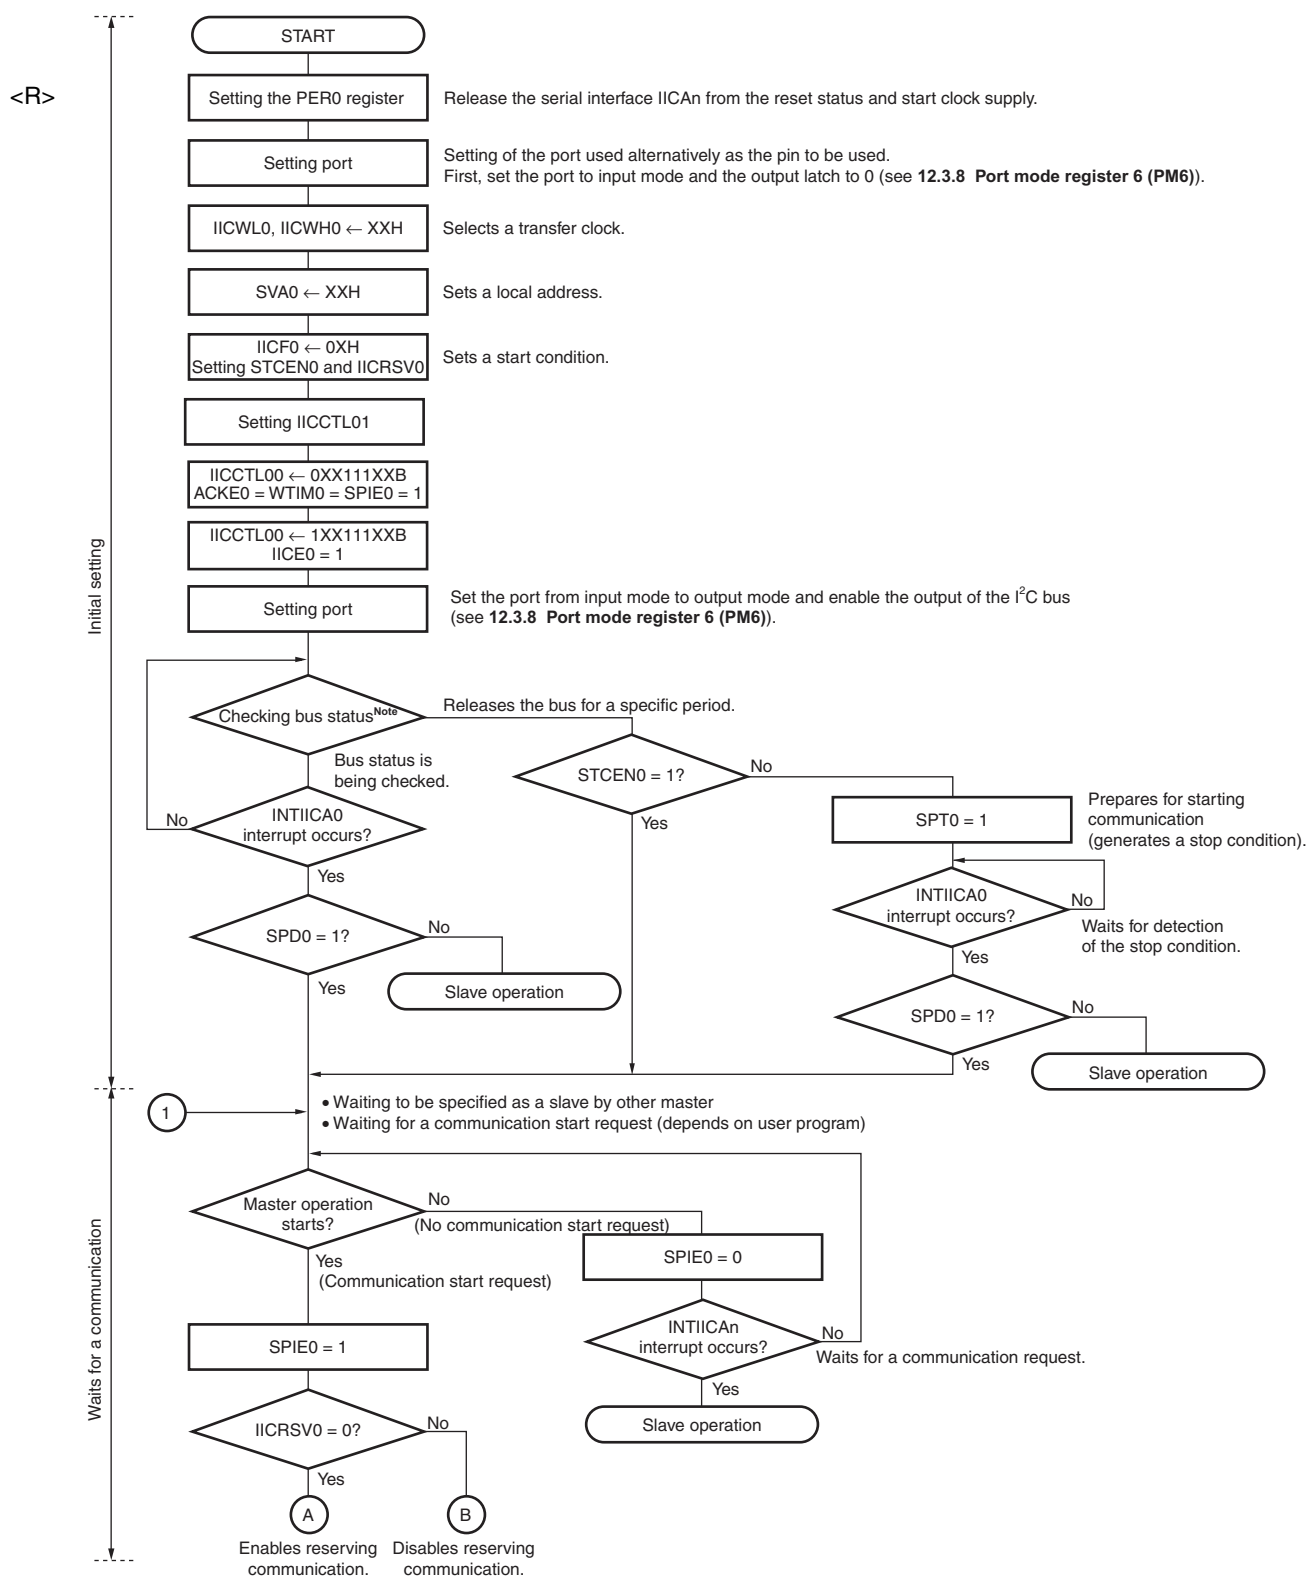 START
<R>
Setting the PER0 register
Release the serial interface IICAn from the reset status and start clock supply.
Setting port
Setting of the port used alternatively as the pin to be used.
First, set the port to input mode and the output latch to 0 (see 12.3.8 Port mode register 6 (PM6)).
IICWL0, IICWH0 ← XXH
Selects a transfer clock.
SVA0 ← XXH
Sets a local address.
IICF0 ← 0XH
Setting STCEN0 and IICRSV0
Sets a start condition.
Setting IICCTL01
IICCTL00 ← 0XX111XXB
ACKE0 = WTIM0 = SPIE0 = 1
IICCTL00 ← 1XX111XXB
IICE0 = 1
Initial setting
Setting port
Set the port from input mode to output mode and enable the output of the I²C bus
(see 12.3.8 Port mode register 6 (PM6)).
Checking bus status Note
Releases the bus for a specific period.
Bus status is
being checked.
STCEN0 = 1?
No
Yes
SPT0 = 1
Prepares for starting
communication
(generates a stop condition).
INTIICA0
interrupt occurs?
No
Yes
INTIICA0
interrupt occurs?
No
Waits for detection
of the stop condition.
Yes
SPD0 = 1?
No
Yes
Slave operation
SPD0 = 1?
No
Yes
Slave operation
1
• Waiting to be specified as a slave by other master
• Waiting for a communication start request (depends on user program)
Waits for a communication
Master operation
starts?
No
(No communication start request)
Yes
(Communication start request)
SPIE0 = 0
INTIICAn
interrupt occurs?
No
Waits for a communication request.
Yes
Slave operation
SPIE0 = 1
IICRSV0 = 0?
No
Yes
A
B
Enables reserving
communication.
Disables reserving
communication.